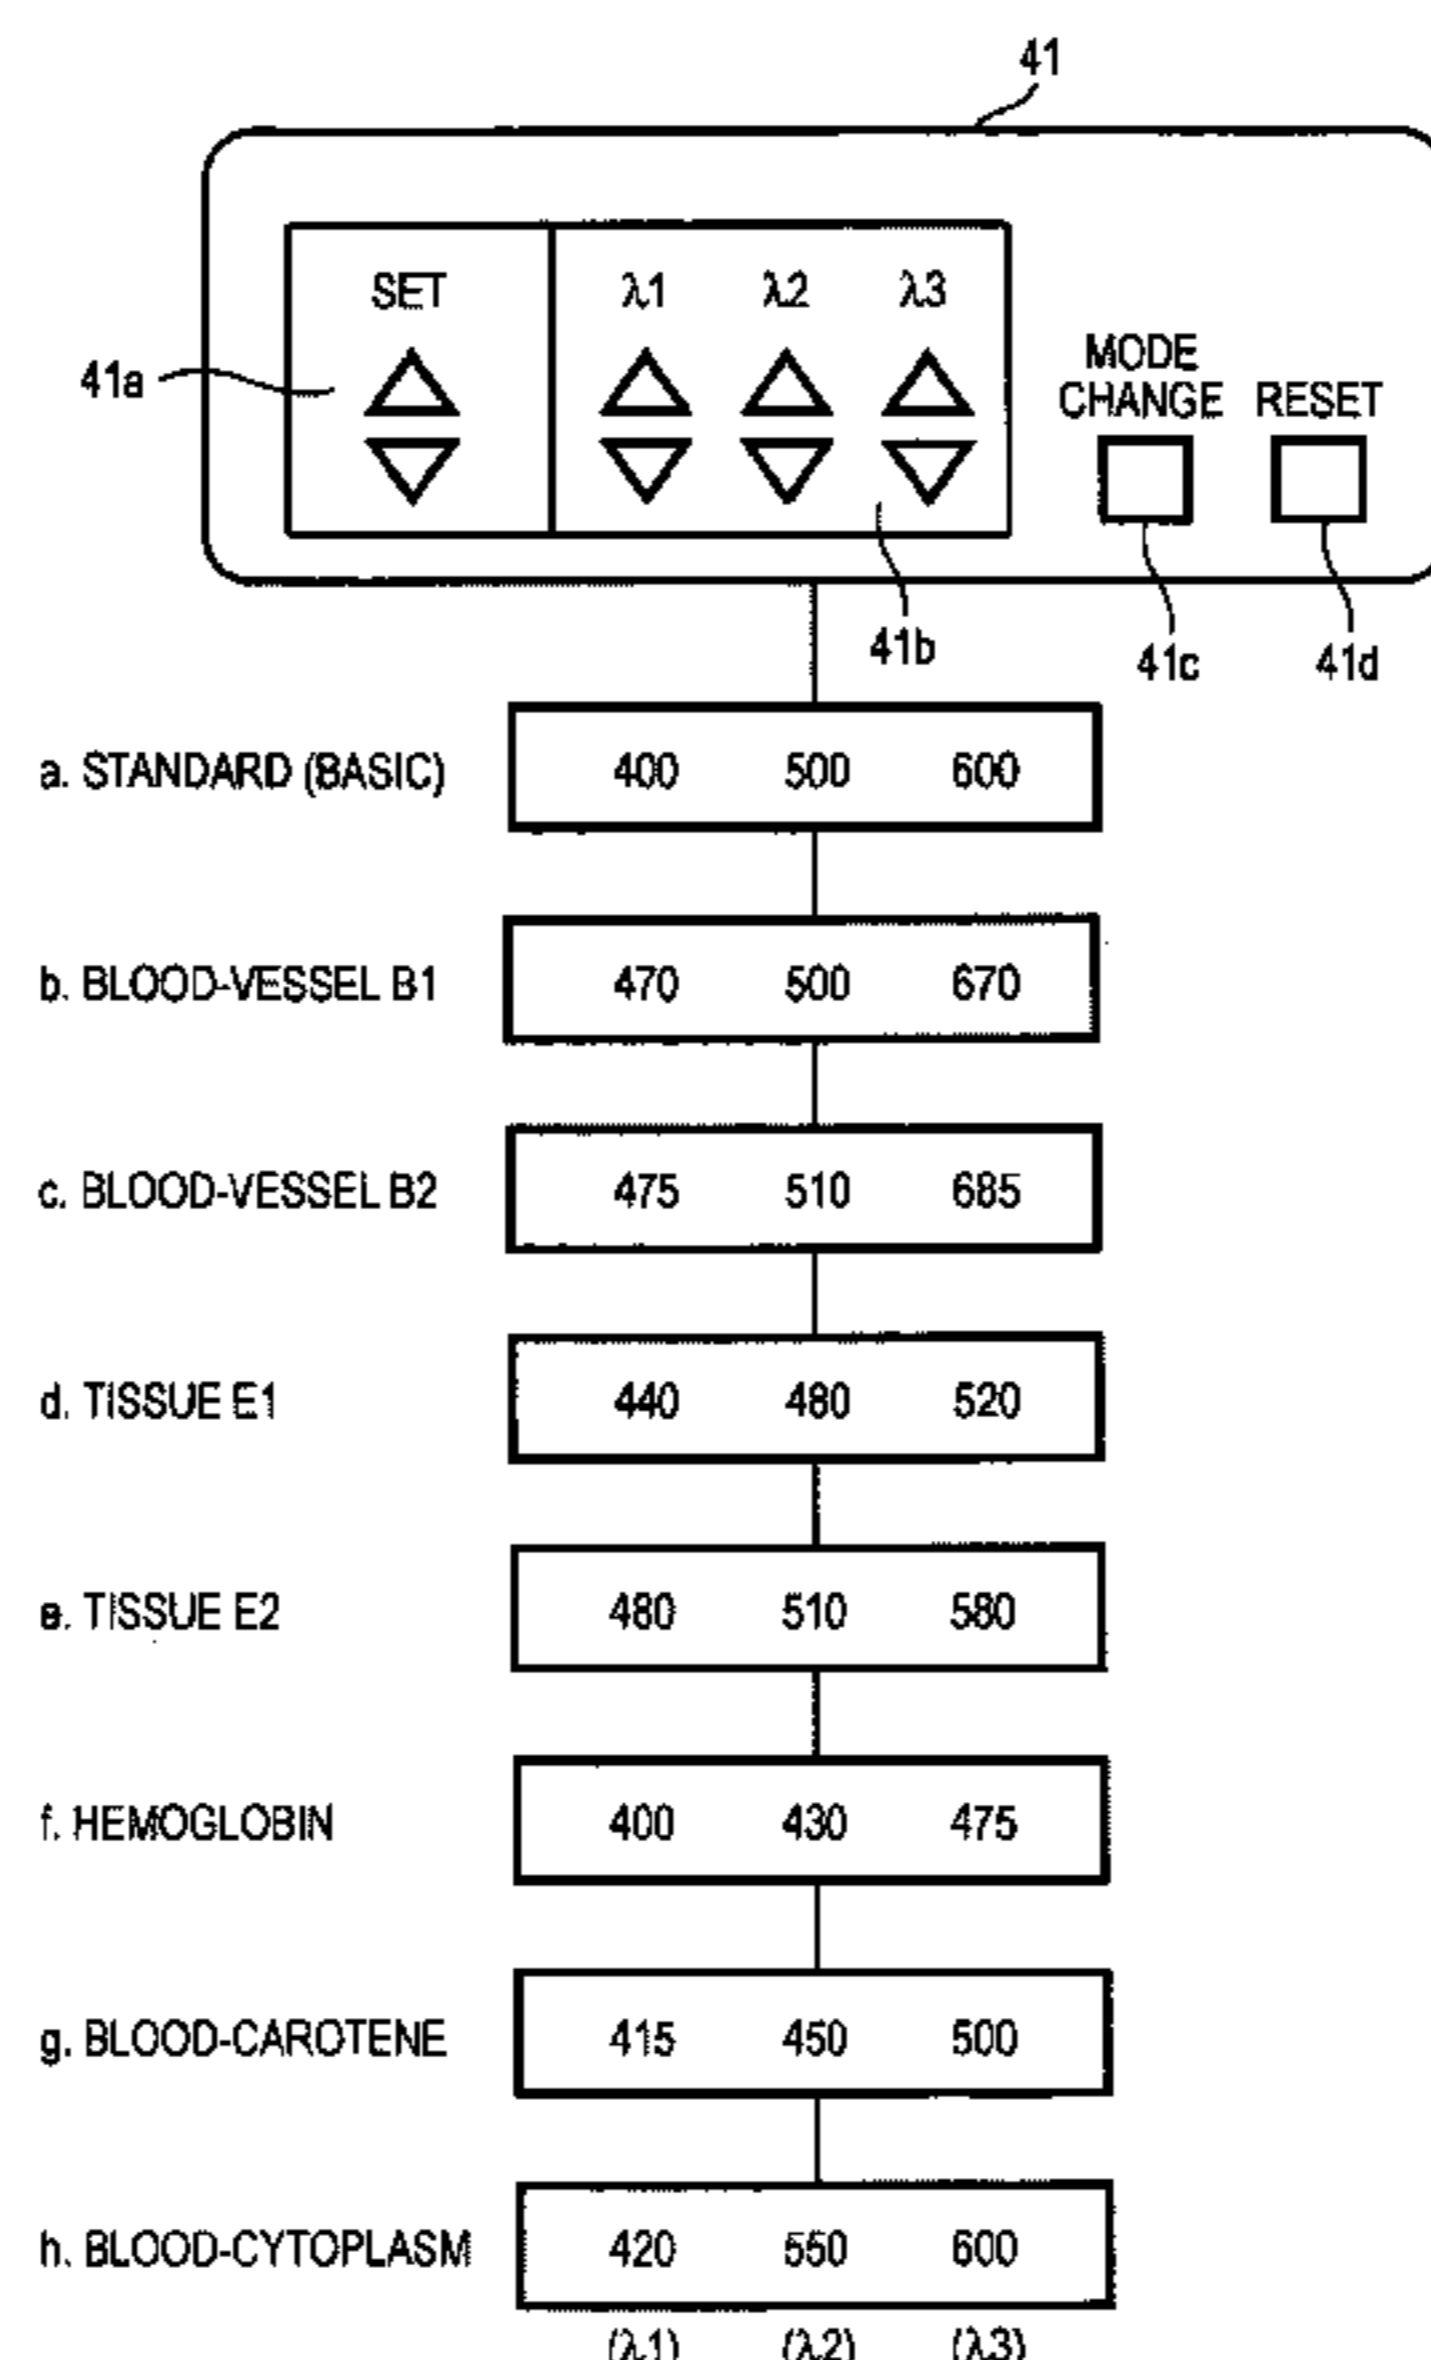 41
SET λ1 λ2 λ3
MODE
CHANGE RESET
41a
41b
41c
41d
a. STANDARD (BASIC) 400 500 600
b. BLOOD-VESSEL B1 470 500 670
c. BLOOD-VESSEL B2 475 510 685
d. TISSUE E1 440 480 520
e. TISSUE E2 480 510 580
f. HEMOGLOBIN 400 430 475
g. BLOOD-CAROTENE 415 450 500
h. BLOOD-CYTOPLASM 420 550 600
(λ1) (λ2) (λ3)